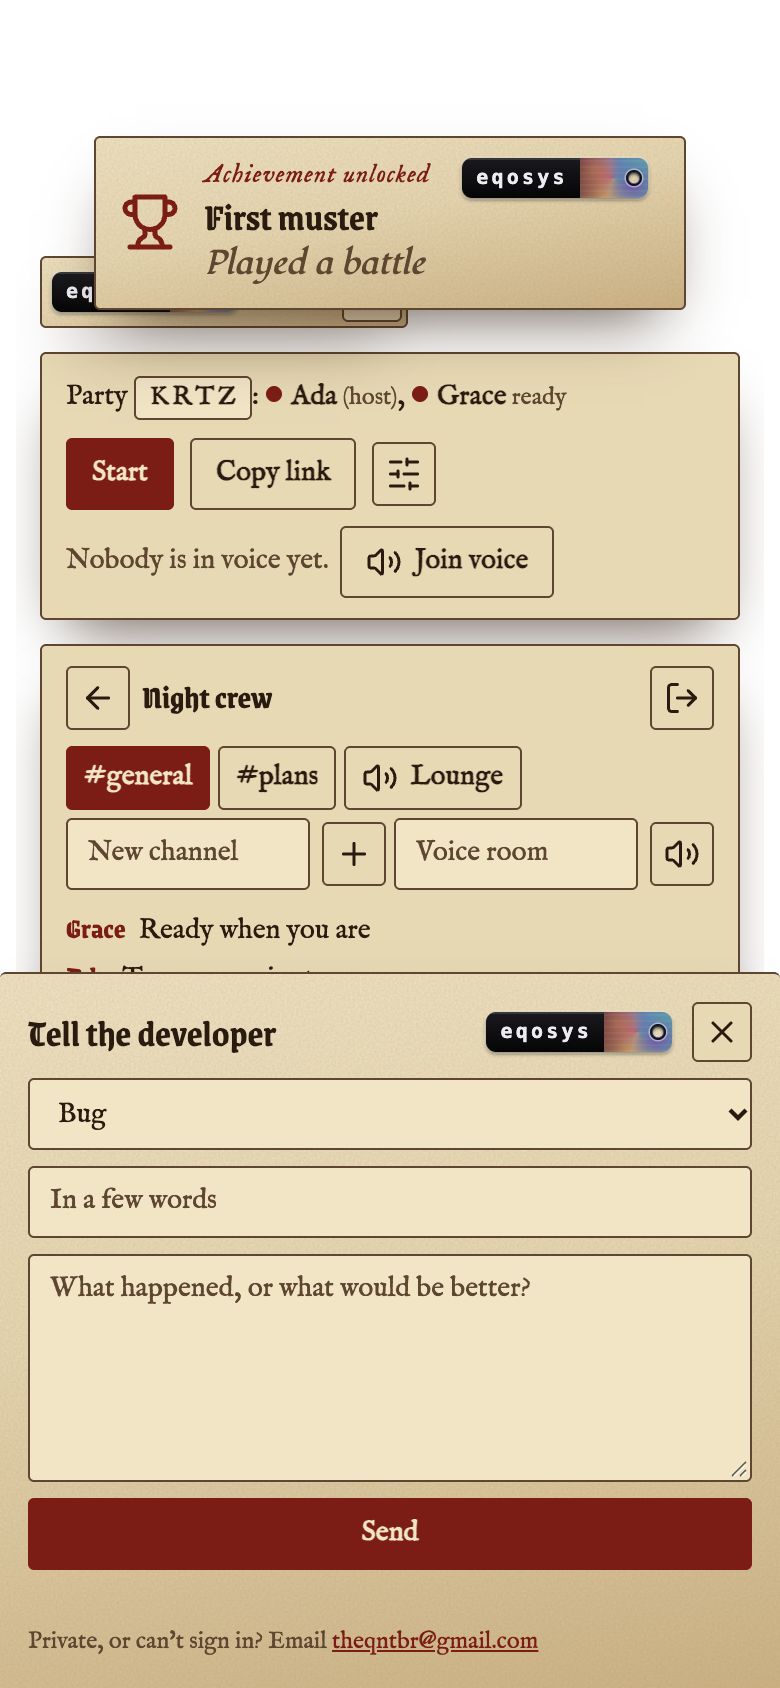 Achievement unlocked
eqosys
First muster
Played a battle
eq
Party KRTZ: Ada (host), Grace ready
Start Copy link
Nobody is in voice yet. Join voice
Night crew
#general #plans Lounge
New channel Voice room
Grace Ready when you are
Tell the developer eqosys
Bug
In a few words
What happened, or what would be better?
Send
Private, or can’t sign in? Email theqntbr@gmail.com